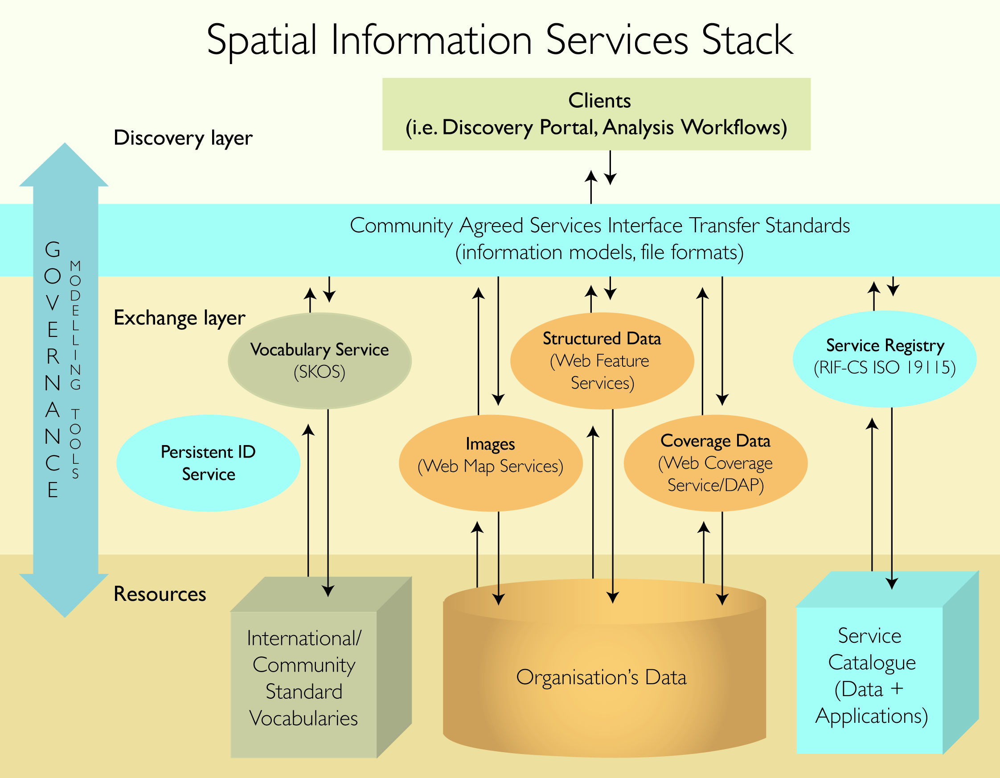 Spatial Information Services Stack
Clients
(i.e. Discovery Portal, Analysis Workflows)
Discovery layer
Community Agreed Services Interface Transfer Standards
(information models, file formats)
GOVERNANCE
MODELLING TOOLS
Exchange layer
Vocabulary Service
(SKOS)
Structured Data
(Web Feature
Services)
Service Registry
(RIF-CS ISO 19115)
Persistent ID
Service
Images
(Web Map Services)
Coverage Data
(Web Coverage
Service/DAP)
Resources
International/
Community
Standard
Vocabularies
Organisation’s Data
Service
Catalogue
(Data +
Applications)